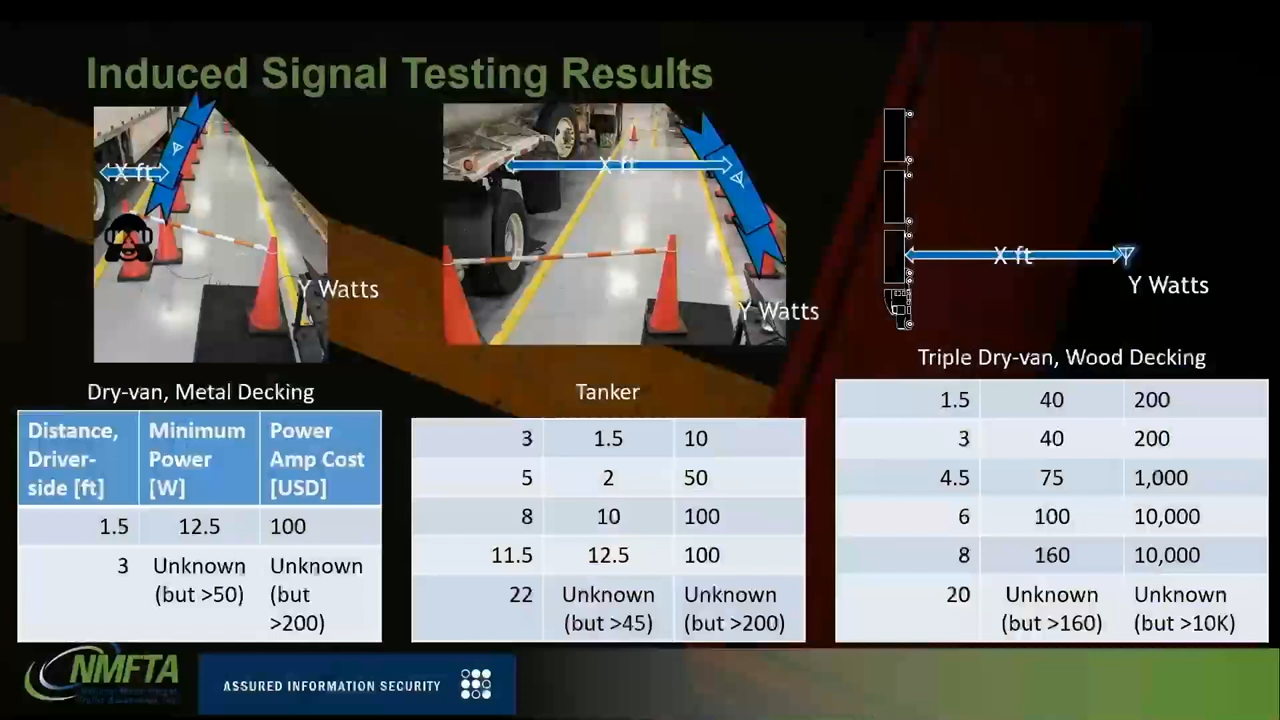 Induced Signal Testing Results
X ft
Y Watts
X ft
Y Watts
X ft
Y Watts
Dry-van, Metal Decking
Distance, Driver-side [ft] Minimum Power [W] Power Amp Cost [USD]
1.5 12.5 100
3 Unknown (but >50) Unknown (but >200)
Tanker
3 1.5 10
5 2 50
8 10 100
11.5 12.5 100
22 Unknown (but >45) Unknown (but >200)
Triple Dry-van, Wood Decking
1.5 40 200
3 40 200
4.5 75 1,000
6 100 10,000
8 160 10,000
20 Unknown (but >160) Unknown (but >10K)
NMFTA
ASSURED INFORMATION SECURITY